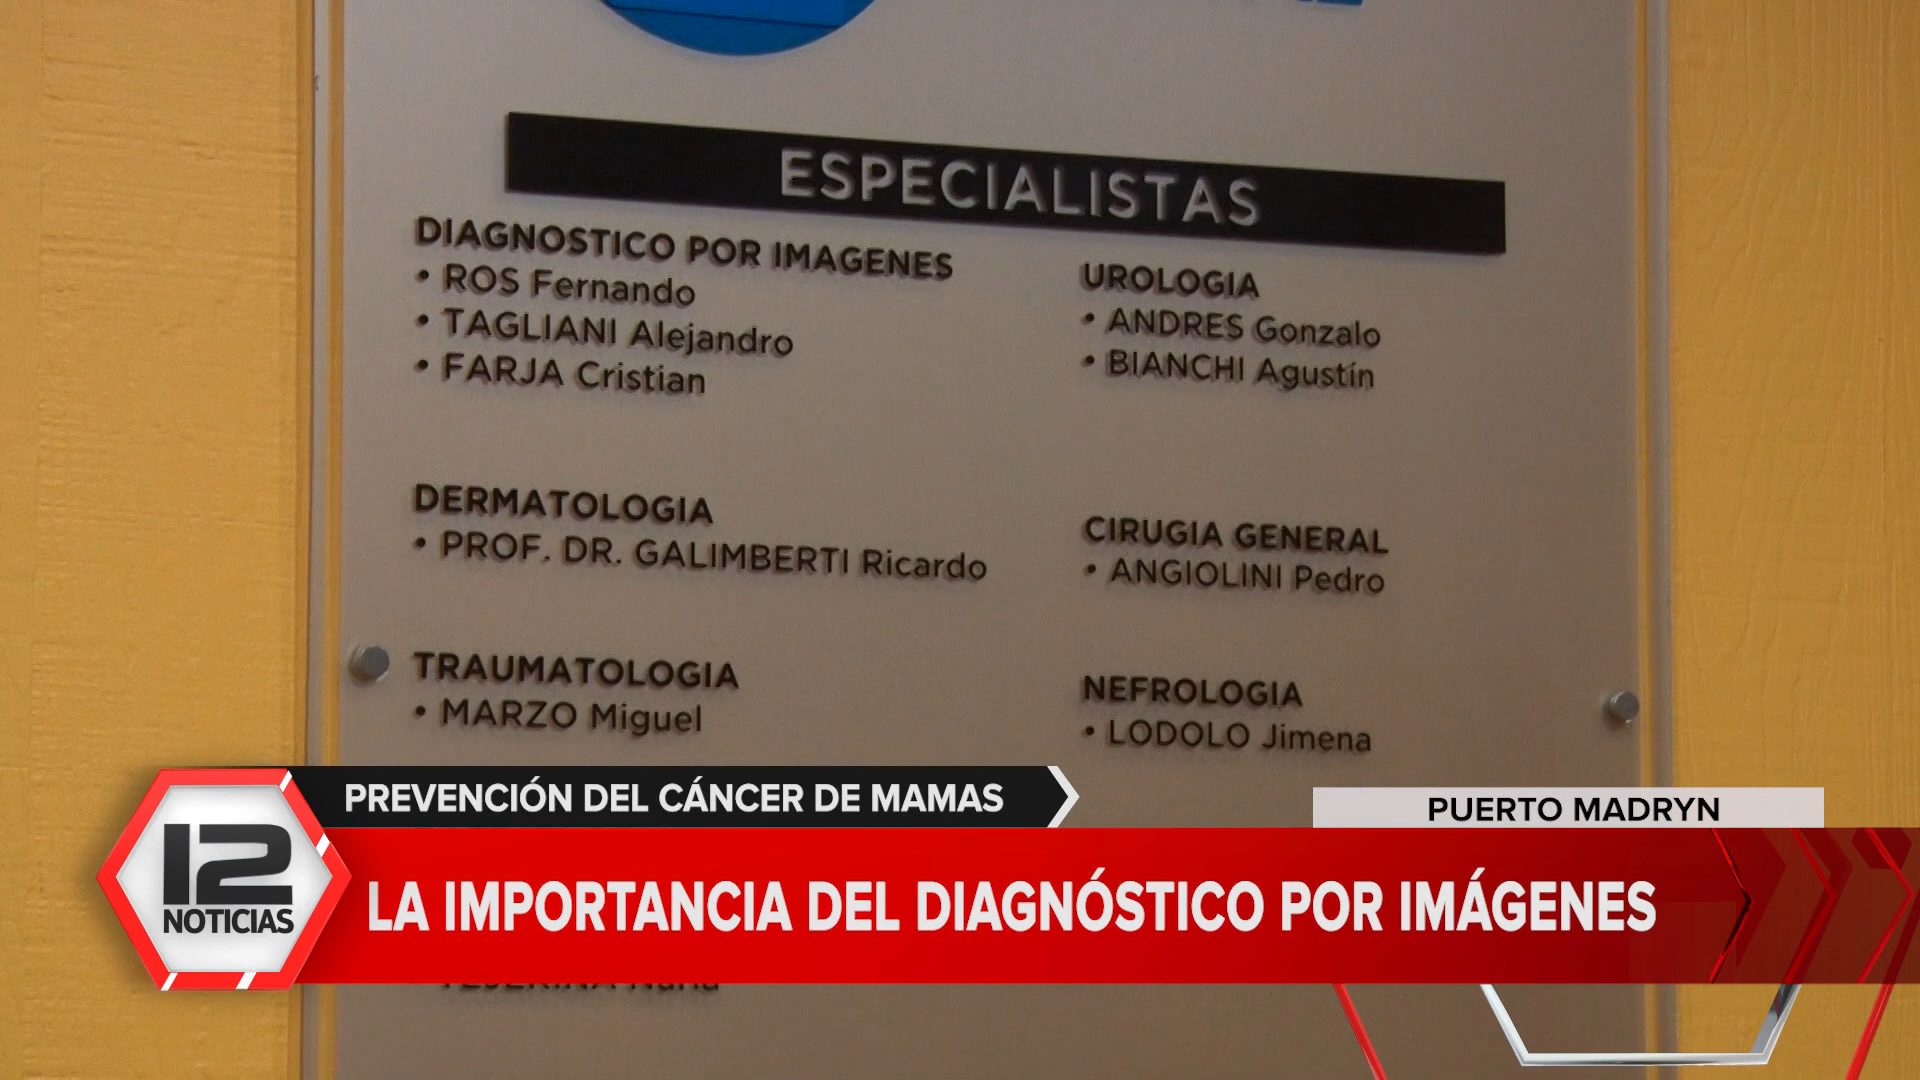 ESPECIALISTAS
DIAGNOSTICO POR IMAGENES
• ROS Fernando
• TAGLIANI Alejandro
• FARJA Cristian
UROLOGIA
• ANDRES Gonzalo
• BIANCHI Agustín
DERMATOLOGIA
• PROF. DR. GALIMBERTI Ricardo
CIRUGIA GENERAL
• ANGIOLINI Pedro
TRAUMATOLOGIA
• MARZO Miguel
NEFROLOGIA
• LODOLO Jimena
PREVENCIÓN DEL CÁNCER DE MAMAS
PUERTO MADRYN
12
NOTICIAS
LA IMPORTANCIA DEL DIAGNÓSTICO POR IMÁGENES